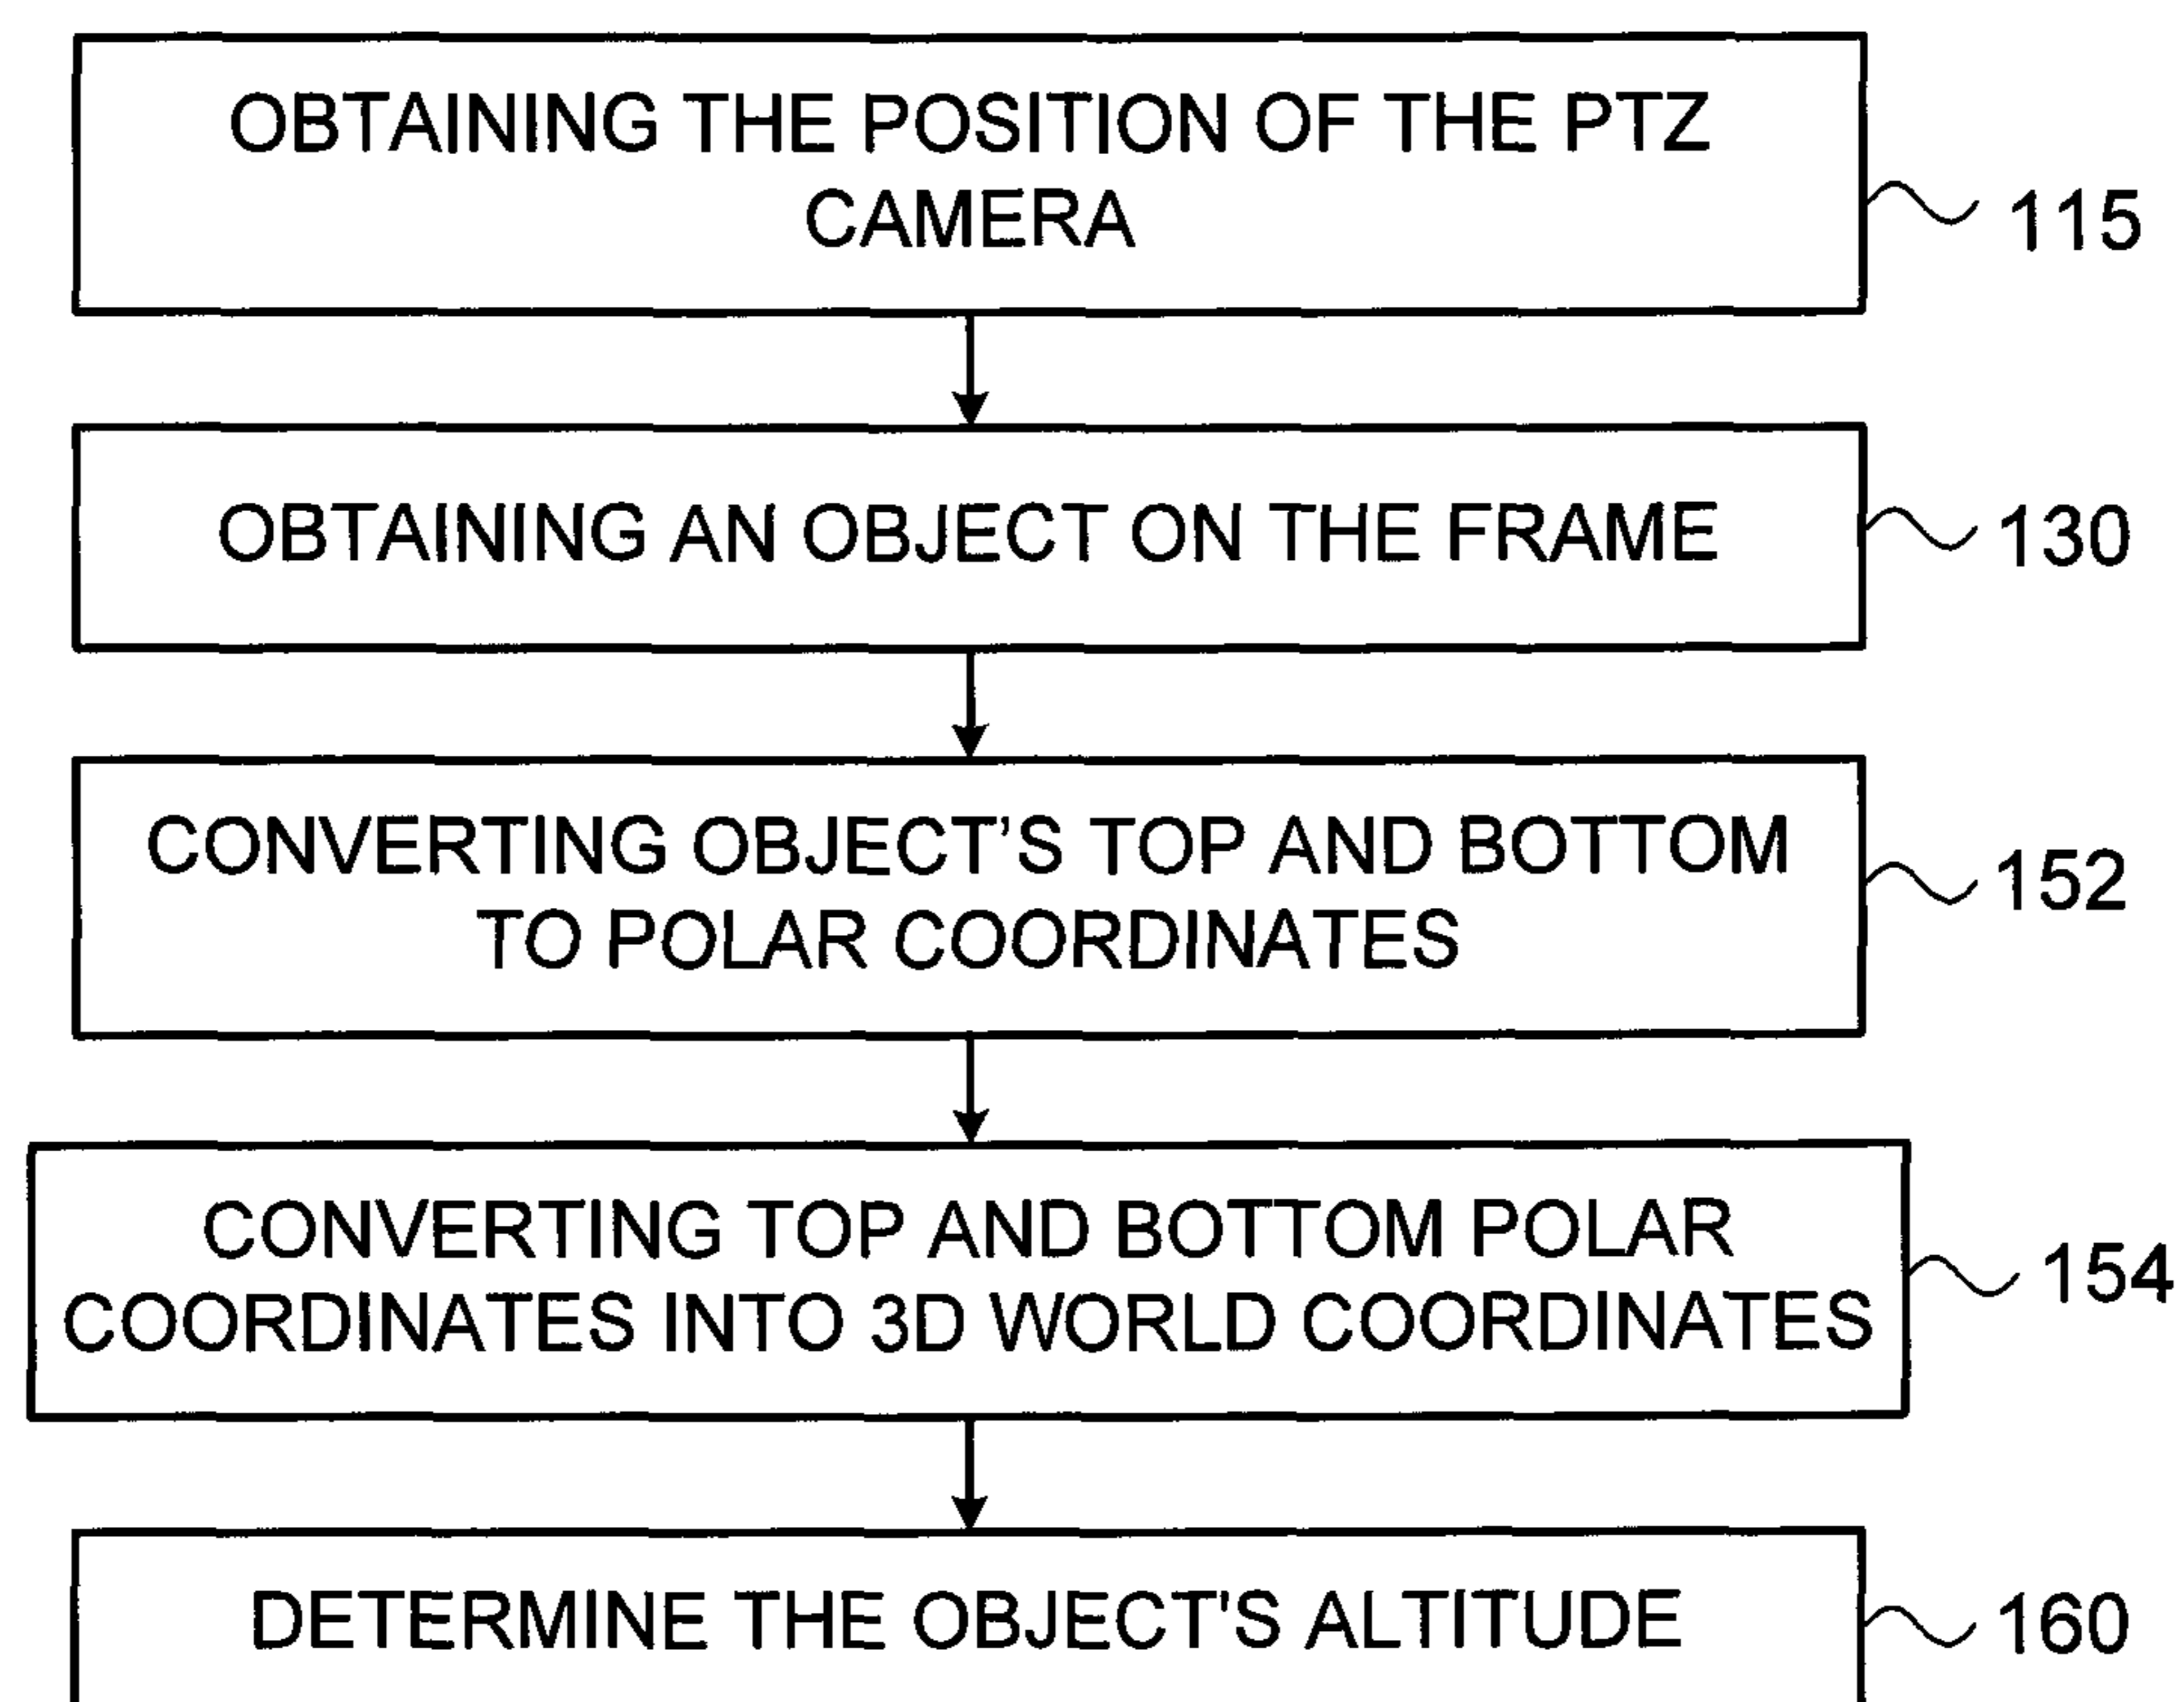 OBTAINING THE POSITION OF THE PTZ
CAMERA
115
OBTAINING AN OBJECT ON THE FRAME
130
CONVERTING OBJECT’S TOP AND BOTTOM
TO POLAR COORDINATES
152
CONVERTING TOP AND BOTTOM POLAR
COORDINATES INTO 3D WORLD COORDINATES
154
DETERMINE THE OBJECT'S ALTITUDE
160